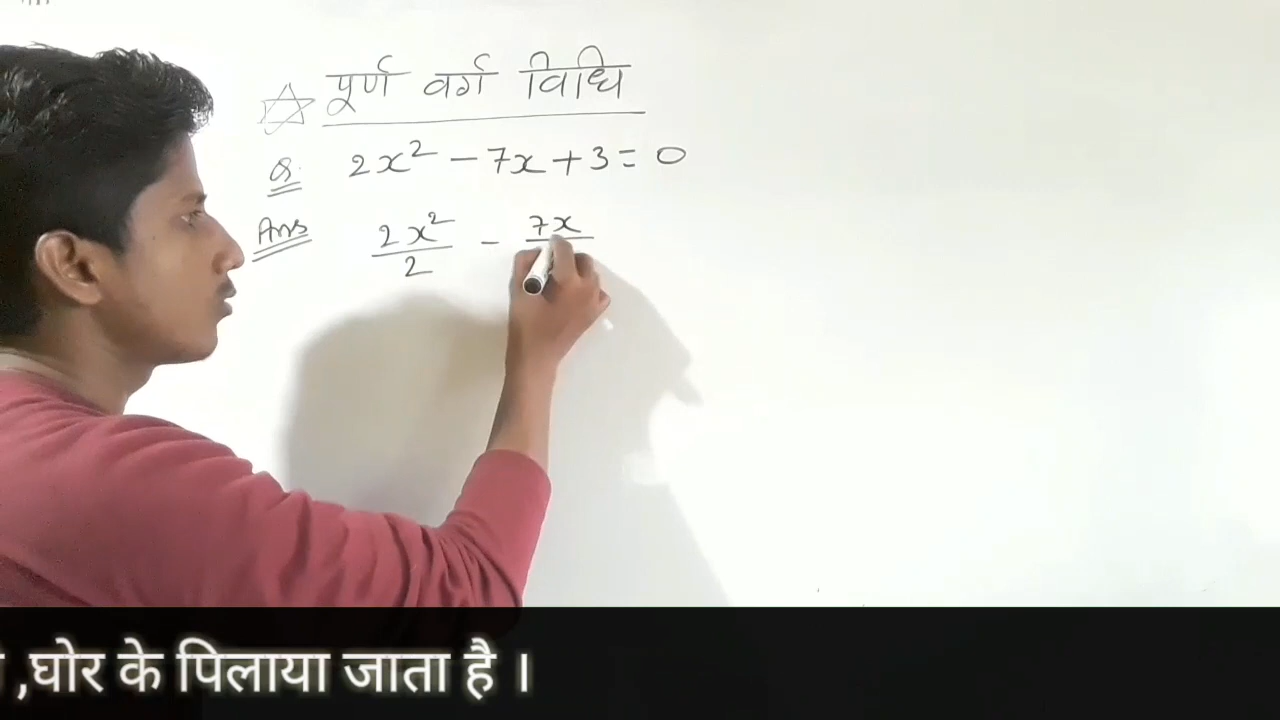 पूर्ण वर्ग विधि
Q. 2x² - 7x + 3 = 0
Ans 2x²/2 - 7x
,घोर के पिलाया जाता है ।